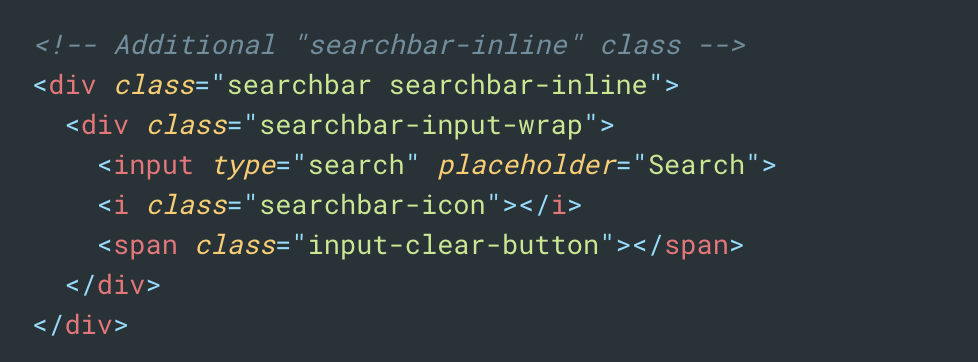 <!-- Additional "searchbar-inline" class -->
<div class="searchbar searchbar-inline">
  <div class="searchbar-input-wrap">
    <input type="search" placeholder="Search">
    <i class="searchbar-icon"></i>
    <span class="input-clear-button"></span>
  </div>
</div>